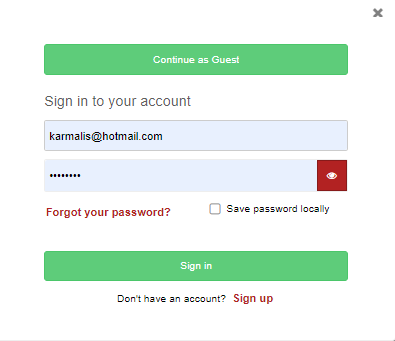 Continue as Guest
Sign in to your account
karmalis@hotmail.com
••••••••
Forgot your password?
Save password locally
Sign in
Don't have an account? Sign up